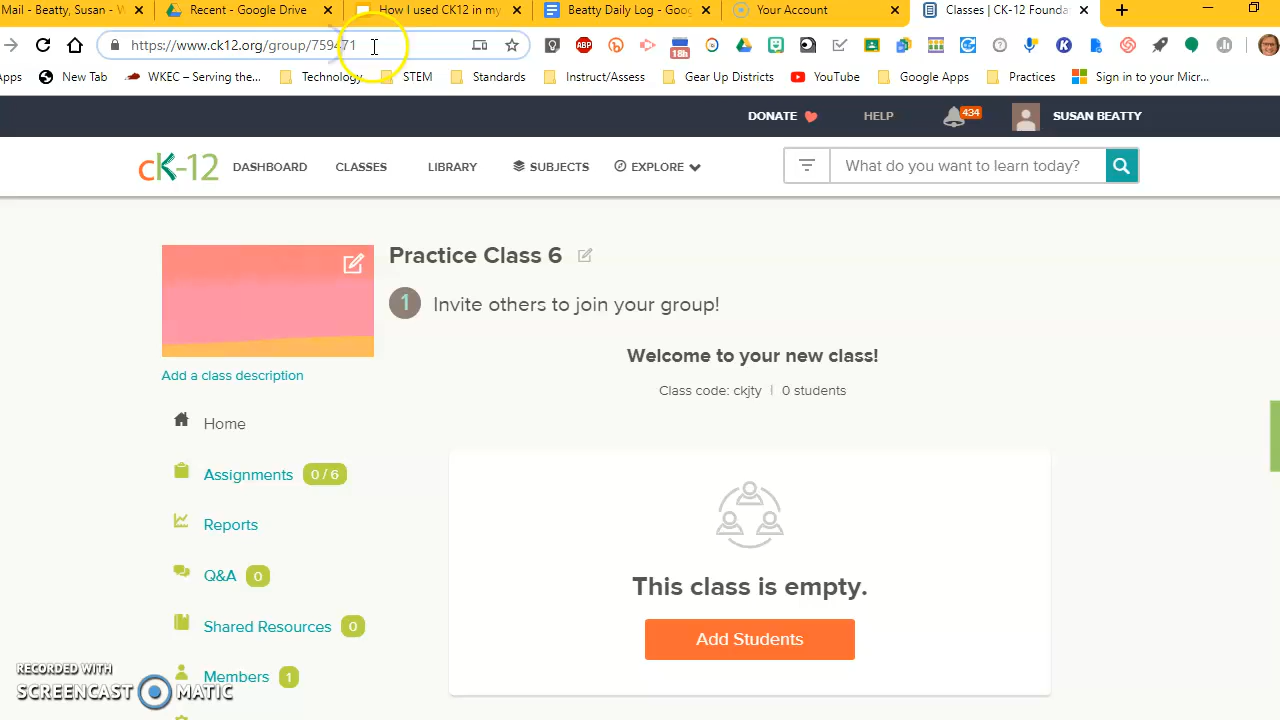 Mail - Beatty, Susan - W
Recent - Google Drive
How I used CK12 in my
Beatty Daily Log - Goog
Your Account
Classes | CK-12 Founda
https://www.ck12.org/group/759471
ABP
18h
pps
New Tab
WKEC - Serving the...
Technology
STEM
Standards
Instruct/Assess
Gear Up Districts
YouTube
Google Apps
Practices
Sign in to your Micr...
DONATE
HELP
434
SUSAN BEATTY
cK-12
DASHBOARD
CLASSES
LIBRARY
SUBJECTS
EXPLORE
What do you want to learn today?
Practice Class 6
1 Invite others to join your group!
Welcome to your new class!
Class code: ckjty | 0 students
Add a class description
Home
Assignments 0 / 6
Reports
Q&A 0
Shared Resources 0
Members 1
This class is empty.
Add Students
RECORDED WITH
SCREENCAST MATIC